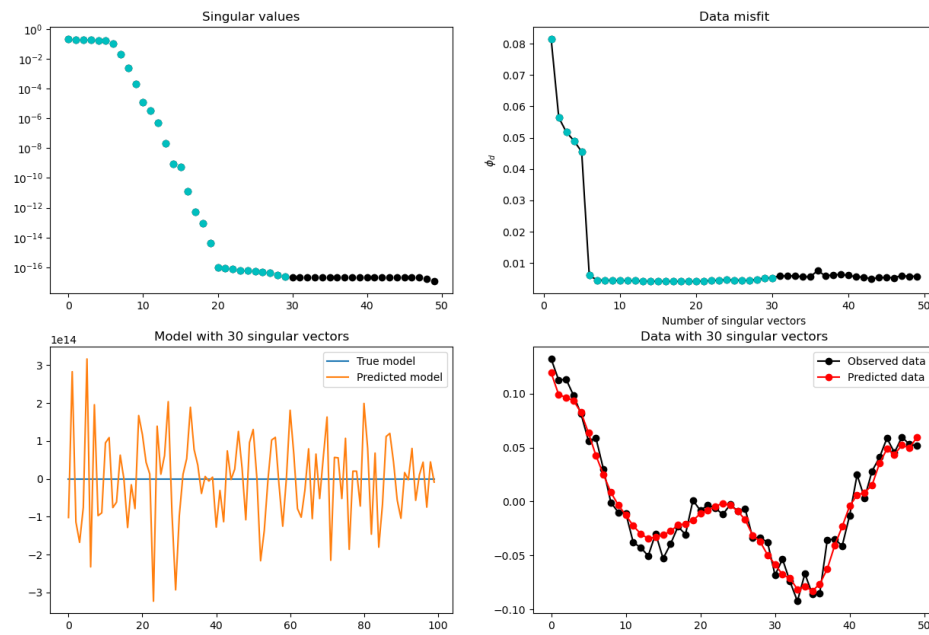 Singular values
10^0
10^-2
10^-4
10^-6
10^-8
10^-10
10^-12
10^-14
10^-16
0 10 20 30 40 50
Data misfit
ϕ_d
0.08
0.07
0.06
0.05
0.04
0.03
0.02
0.01
0 10 20 30 40 50
Number of singular vectors
Model with 30 singular vectors
1e14
True model
Predicted model
3
2
1
0
−1
−2
−3
0 20 40 60 80 100
Data with 30 singular vectors
Observed data
Predicted data
0.10
0.05
0.00
−0.05
−0.10
0 10 20 30 40 50